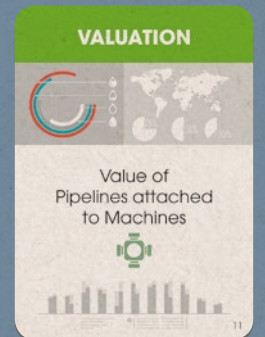 VALUATION
Value of
Pipelines attached
to Machines
11